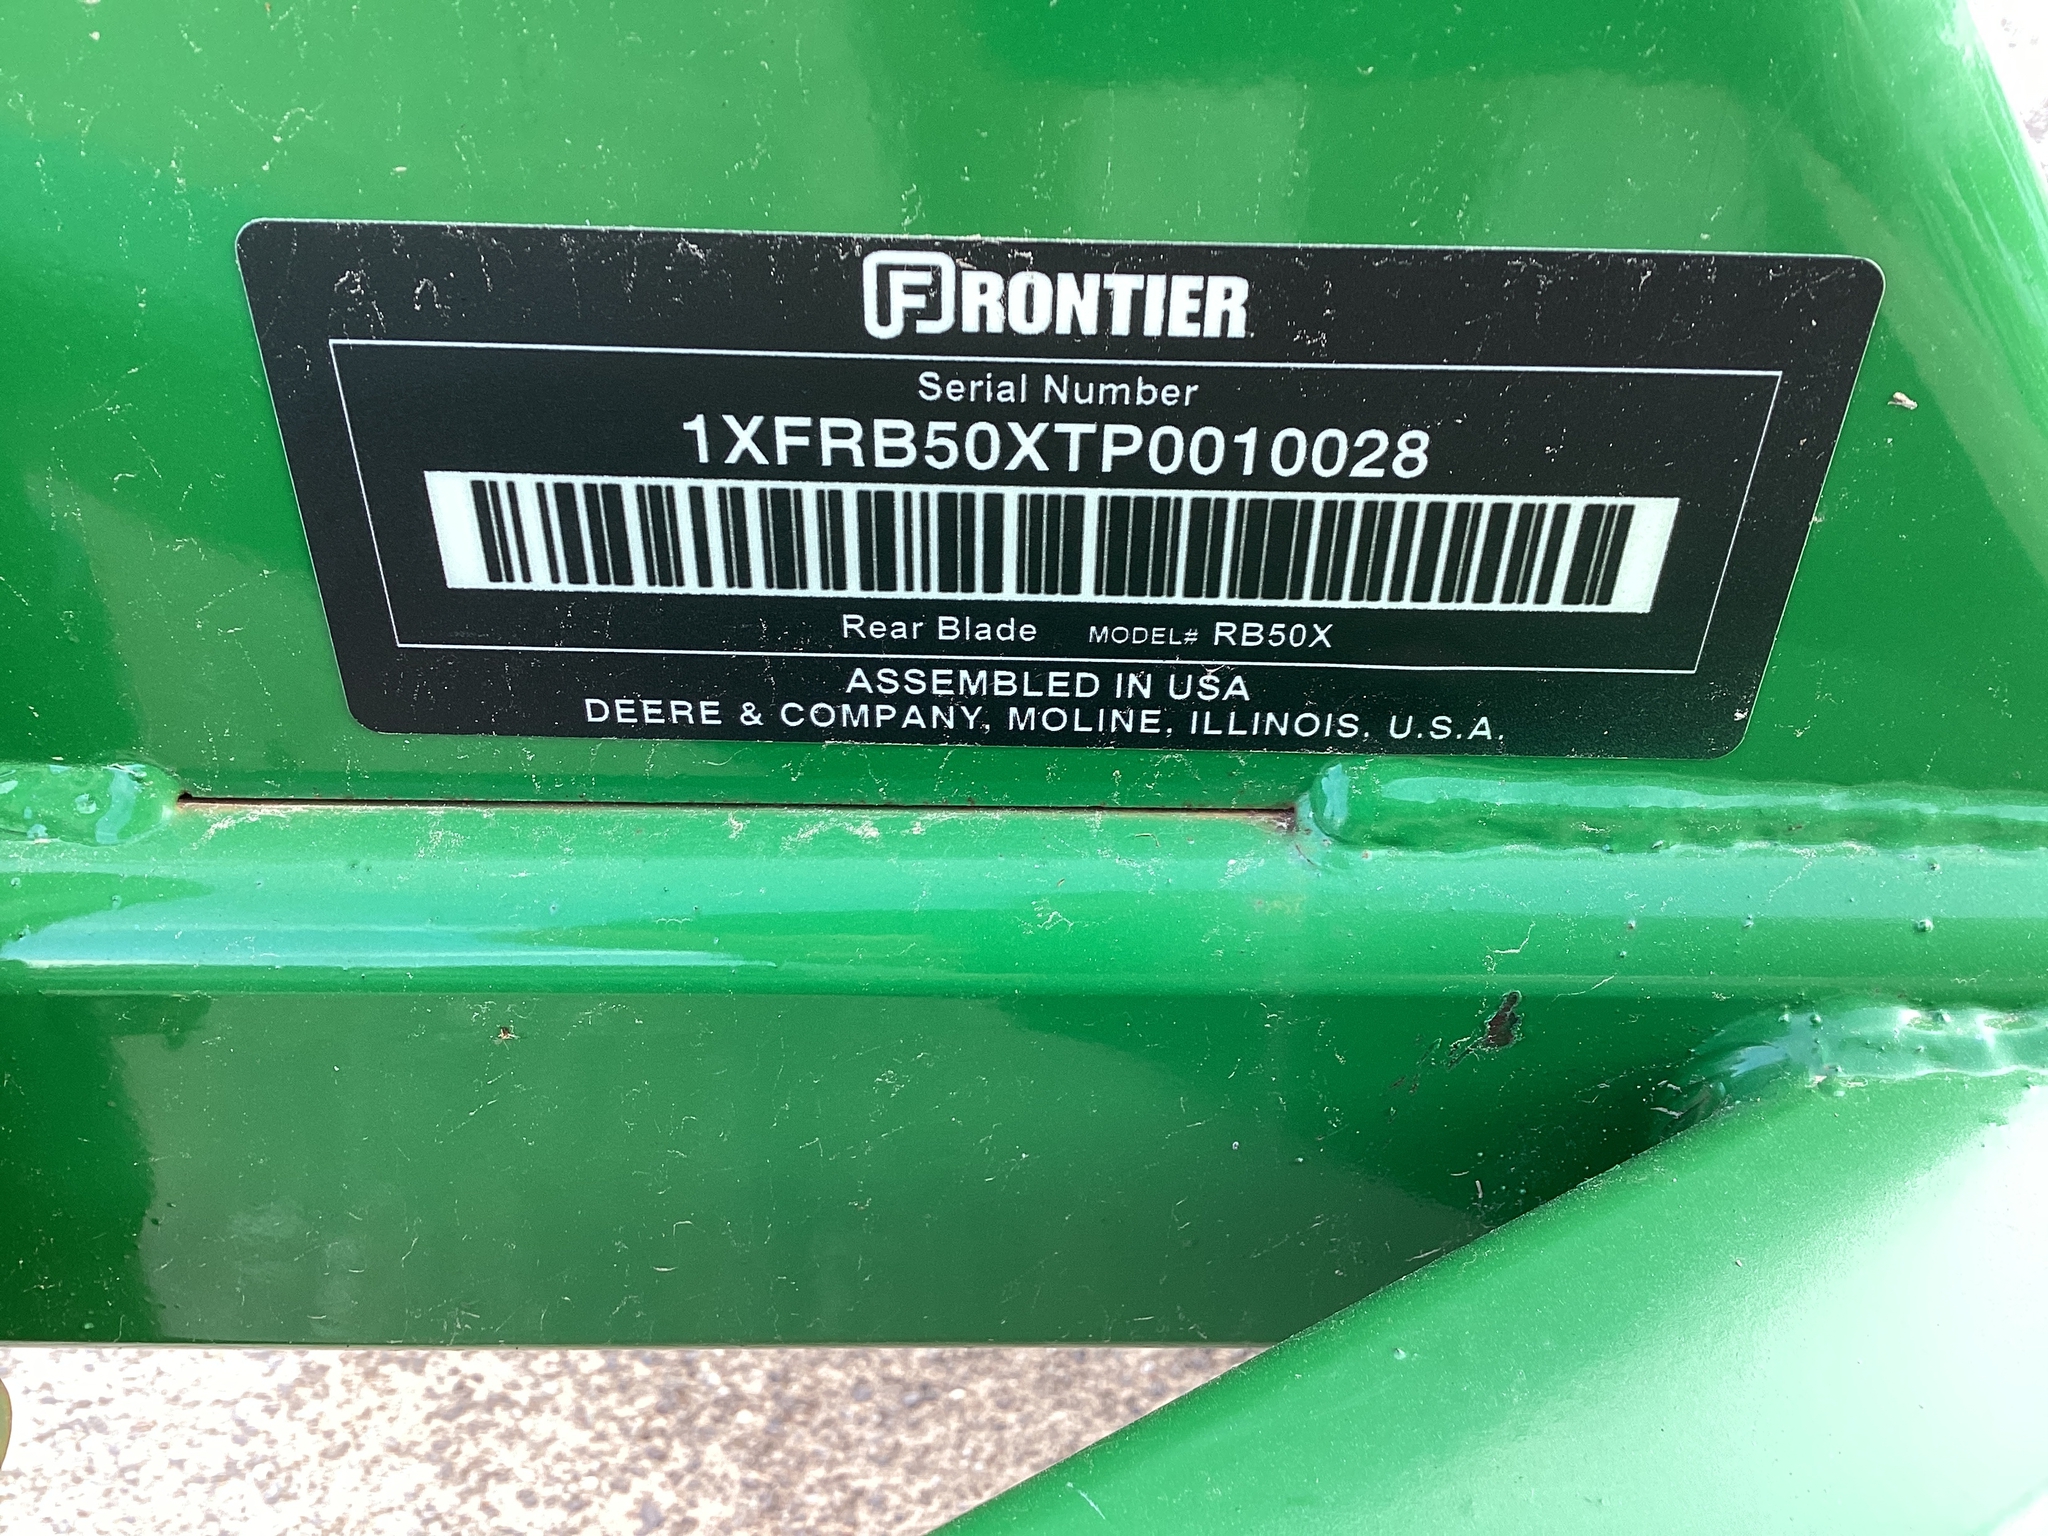 FRONTIER
Serial Number
1XFRB50XTP0010028
Rear Blade MODEL# RB50X
ASSEMBLED IN USA
DEERE & COMPANY, MOLINE, ILLINOIS, U.S.A.